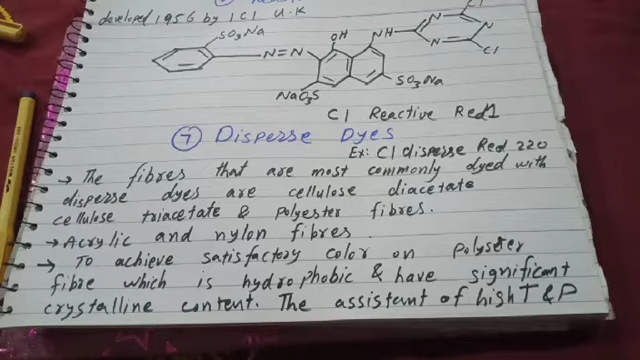 developed 1956 by ICI U.K
SO3Na
OH
NH
N
N
N
Cl
N=N
NaO3S
SO3Na
CI Reactive Red1
7 Disperse Dyes
Ex: CI disperse Red 220
→ The fibres that are most commonly dyed with
disperse dyes are cellulose diacetate
cellulose triacetate & Polyester fibres.
→ Acrylic and nylon fibres.
→ To achieve satisfactory color on Polyster
fibre which is hydrophobic & have significant
crystalline content. The assistant of high T & P